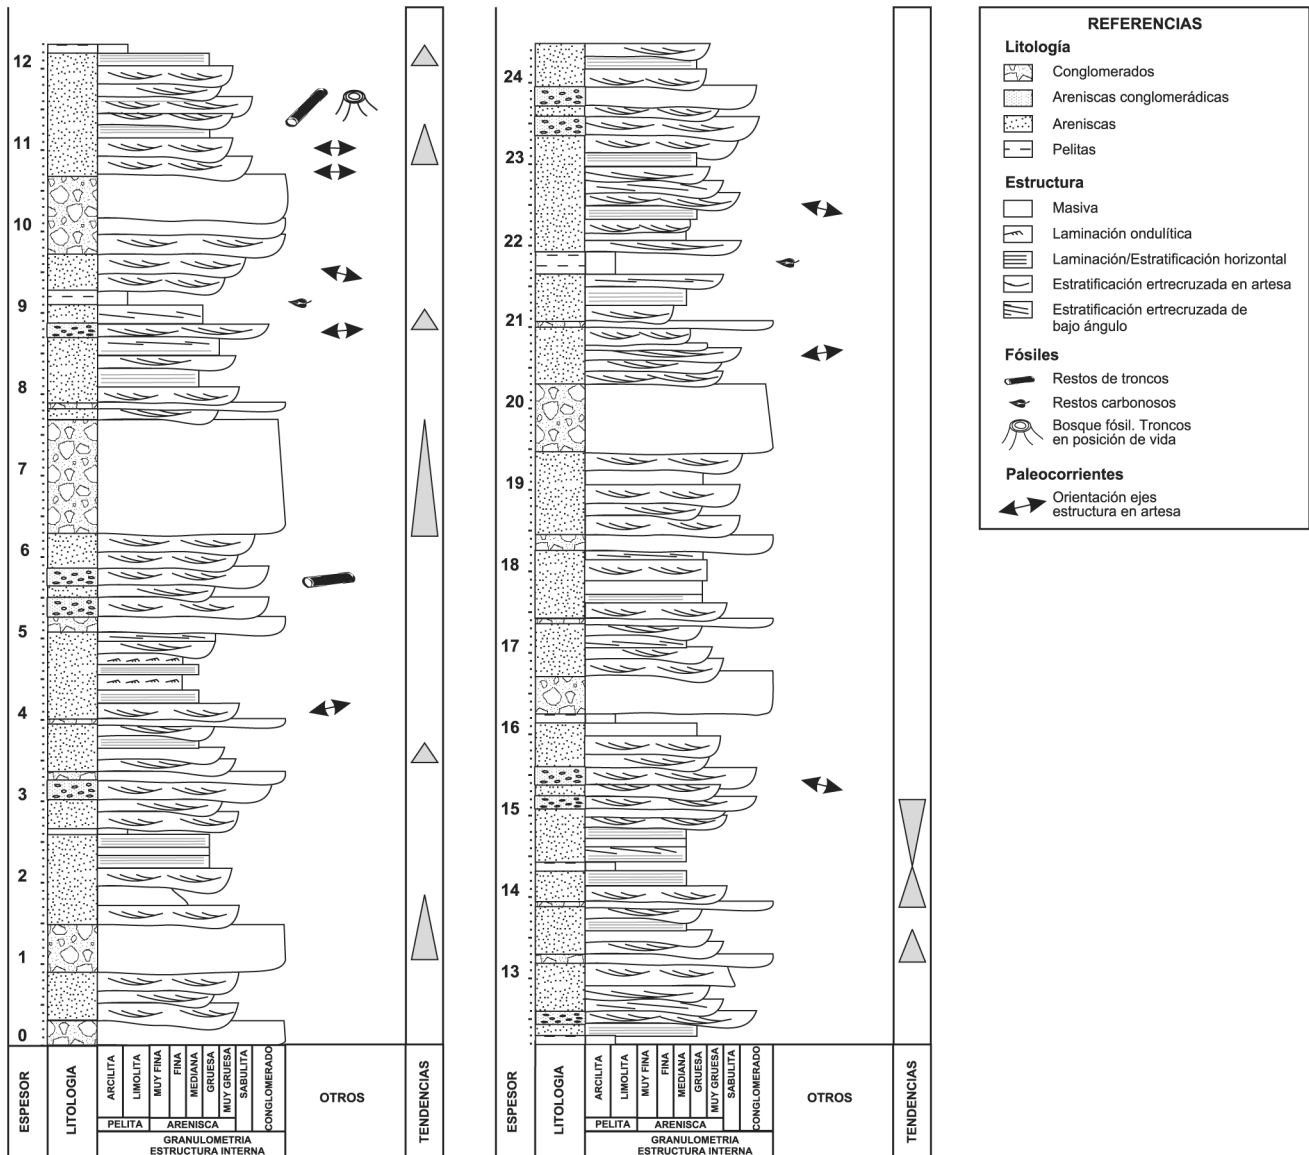 12
11
10
9
8
7
6
5
4
3
2
1
0
ESPESOR
LITOLOGIA
ARCILITA
LIMOLITA
MUY FINA
FINA
MEDIANA
GRUESA
MUY GRUESA
SABULITA
CONGLOMERADO
PELITA
ARENISCA
GRANULOMETRIA
ESTRUCTURA INTERNA
OTROS
TENDENCIAS
24
23
22
21
20
19
18
17
16
15
14
13
ESPESOR
LITOLOGIA
ARCILITA
LIMOLITA
MUY FINA
FINA
MEDIANA
GRUESA
MUY GRUESA
SABULITA
CONGLOMERADO
PELITA
ARENISCA
GRANULOMETRIA
ESTRUCTURA INTERNA
OTROS
TENDENCIAS
REFERENCIAS
Litología
Conglomerados
Areniscas conglomerádicas
Areniscas
Pelitas
Estructura
Masiva
Laminación ondulítica
Laminación/Estratificación horizontal
Estratificación ertrecruzada en artesa
Estratificación ertrecruzada de
bajo ángulo
Fósiles
Restos de troncos
Restos carbonosos
Bosque fósil. Troncos
en posición de vida
Paleocorrientes
Orientación ejes
estructura en artesa